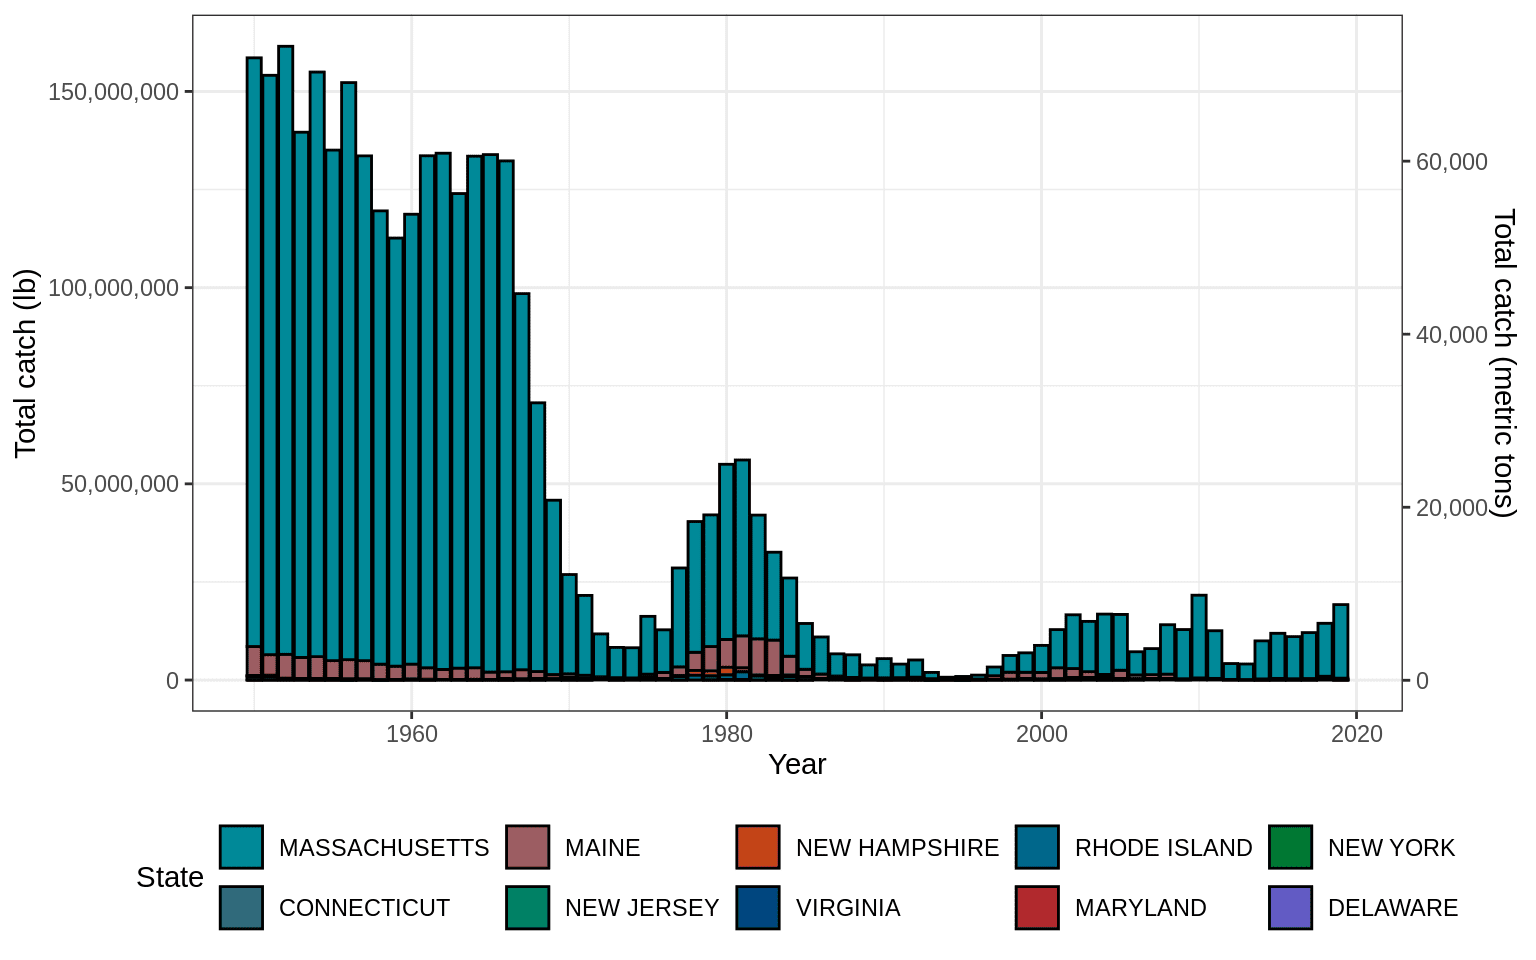 Total catch (lb)
150,000,000
100,000,000
50,000,000
0
60,000
40,000
20,000
0
Total catch (metric tons)
1960 1980 2000 2020
Year
State
MASSACHUSETTS MAINE NEW HAMPSHIRE RHODE ISLAND NEW YORK
CONNECTICUT NEW JERSEY VIRGINIA MARYLAND DELAWARE